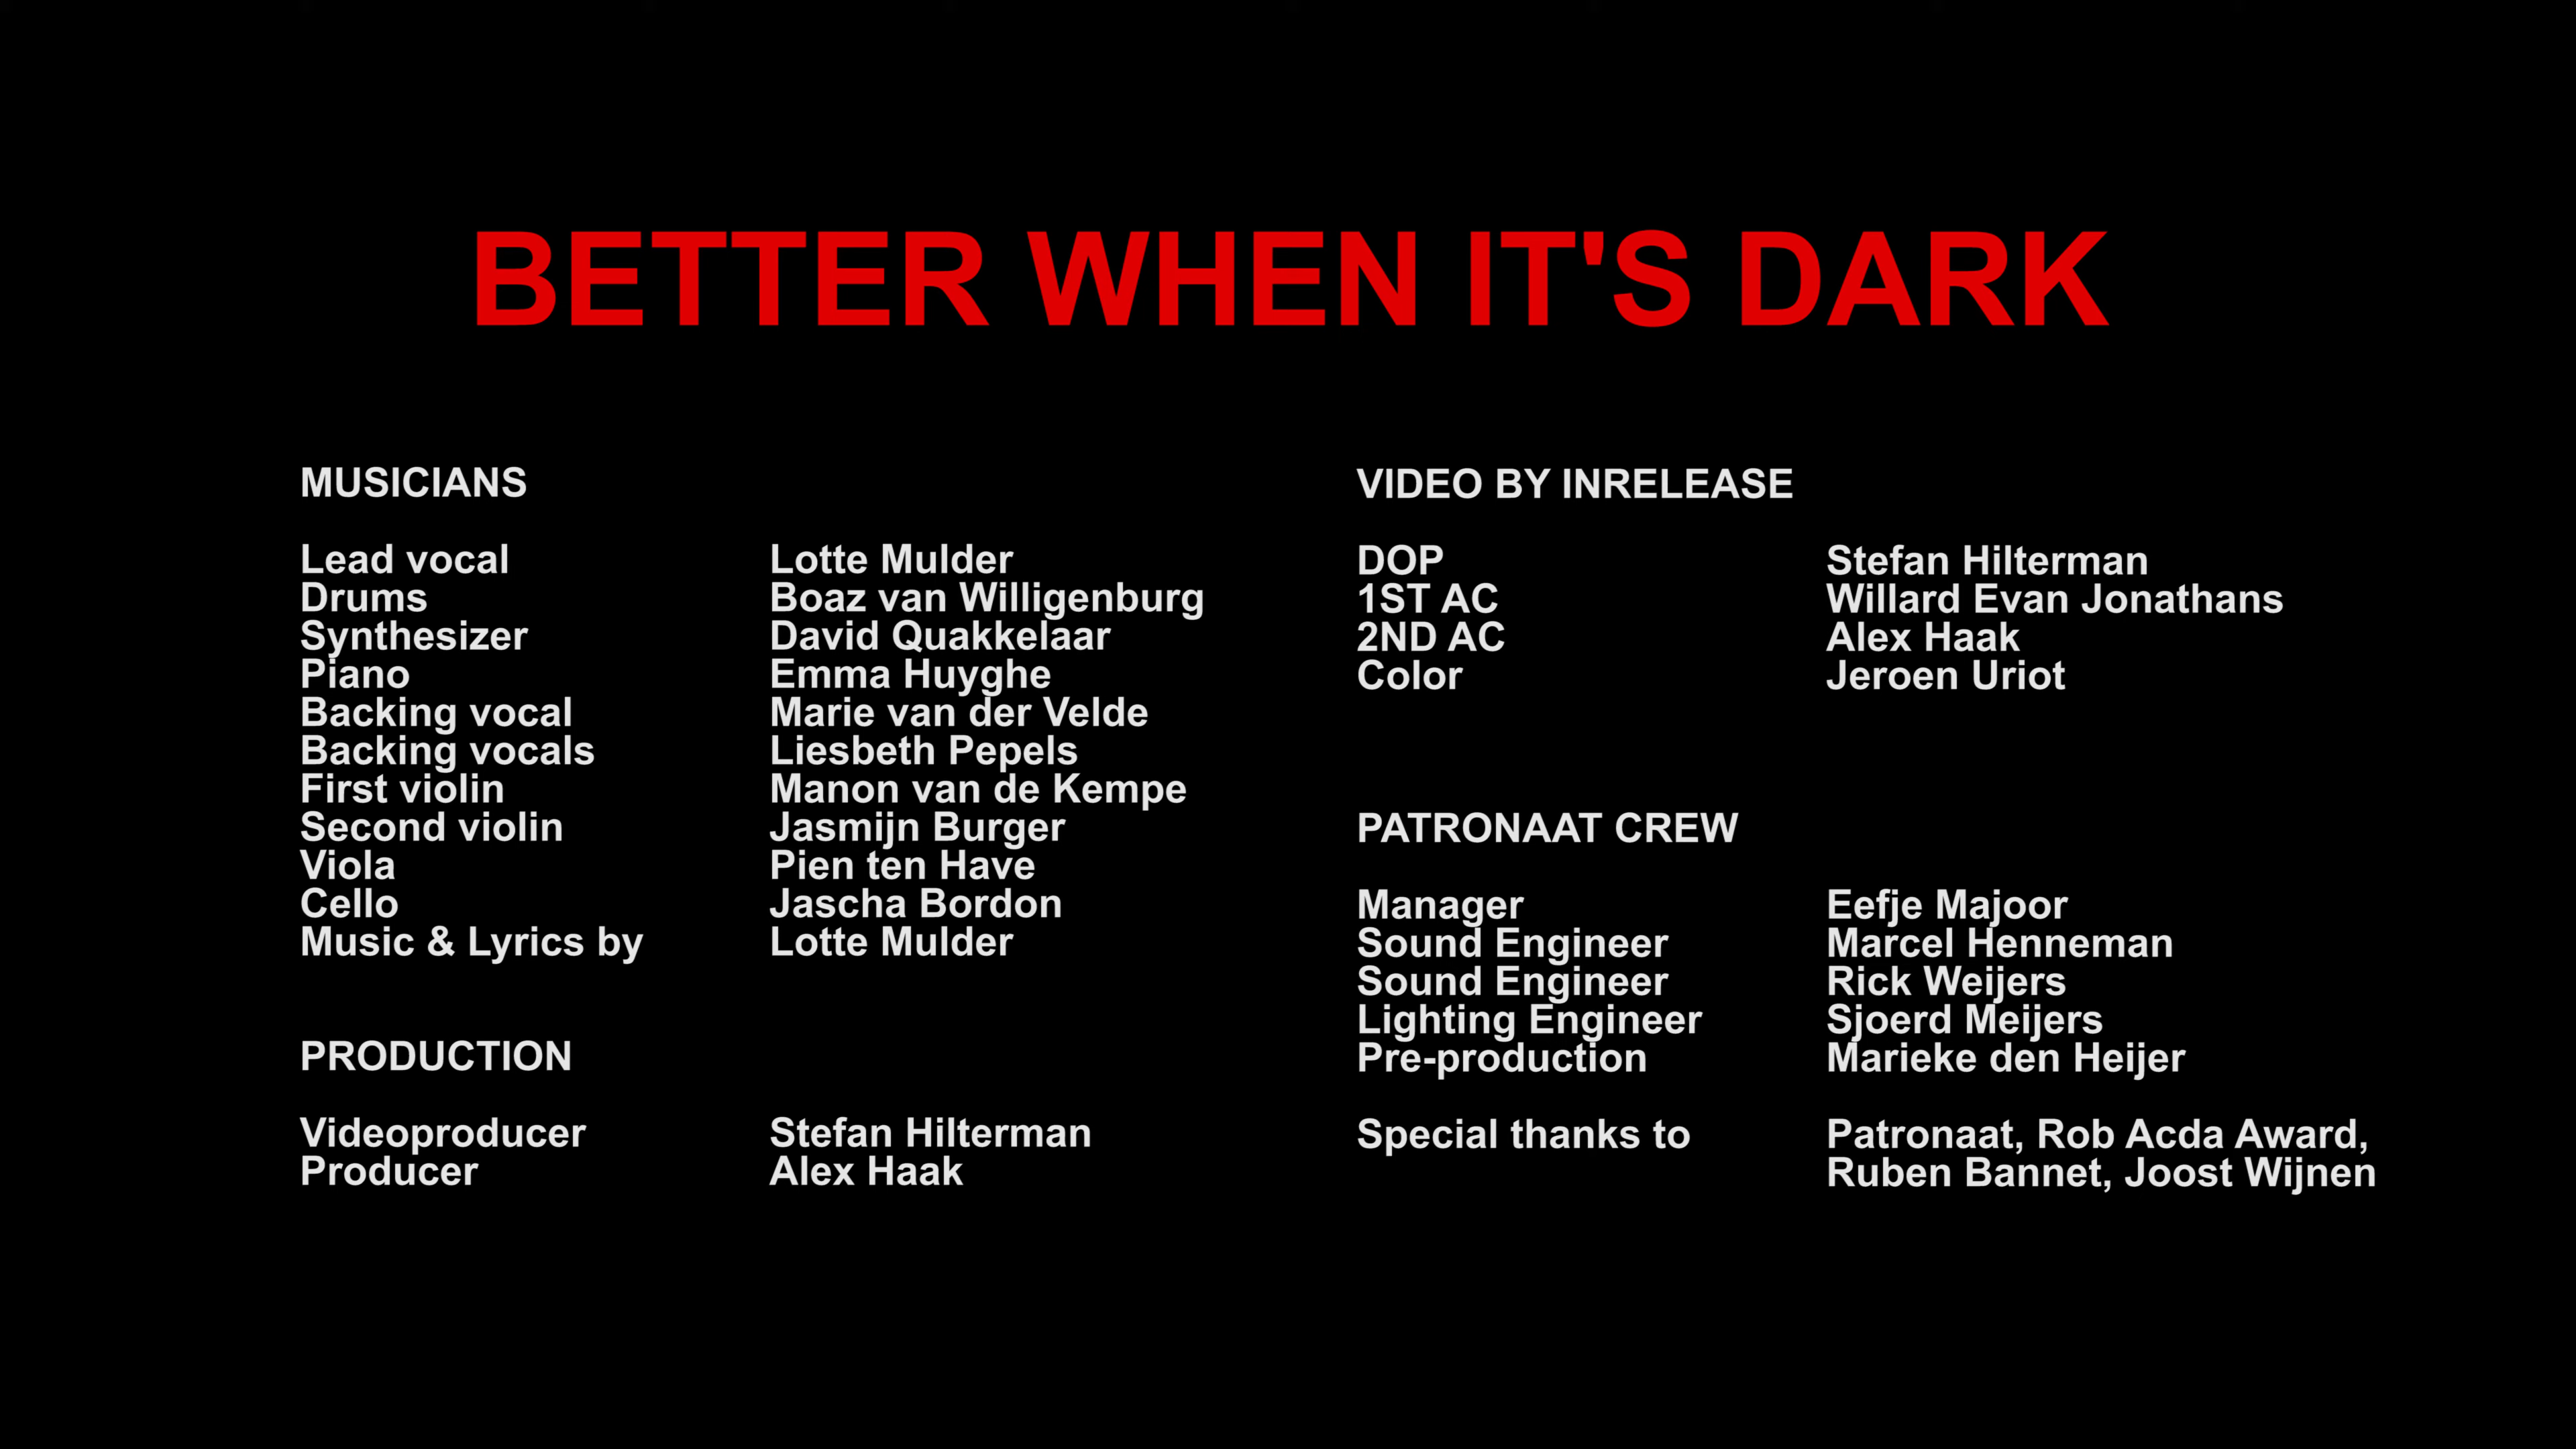 BETTER WHEN IT'S DARK
MUSICIANS
Lead vocal Lotte Mulder
Drums Boaz van Willigenburg
Synthesizer David Quakkelaar
Piano Emma Huyghe
Backing vocal Marie van der Velde
Backing vocals Liesbeth Pepels
First violin Manon van de Kempe
Second violin Jasmijn Burger
Viola Pien ten Have
Cello Jascha Bordon
Music & Lyrics by Lotte Mulder
PRODUCTION
Videoproducer Stefan Hilterman
Producer Alex Haak
VIDEO BY INRELEASE
DOP Stefan Hilterman
1ST AC Willard Evan Jonathans
2ND AC Alex Haak
Color Jeroen Uriot
PATRONAAT CREW
Manager Eefje Majoor
Sound Engineer Marcel Henneman
Sound Engineer Rick Weijers
Lighting Engineer Sjoerd Meijers
Pre-production Marieke den Heijer
Special thanks to Patronaat, Rob Acda Award,
Ruben Bannet, Joost Wijnen